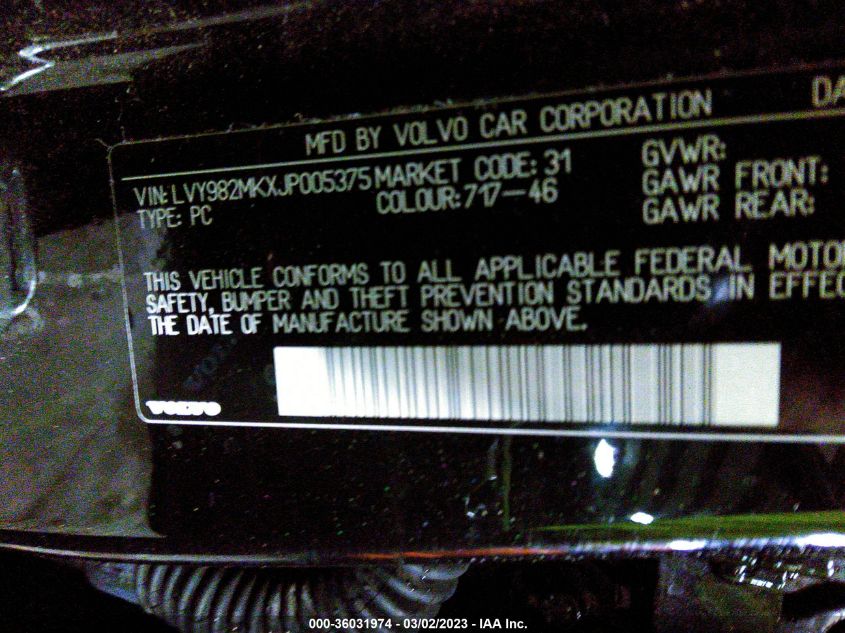 MFD BY VOLVO CAR CORPORATION DA
VIN: LVY982MKXJP005375 MARKET CODE: 31 GVWR:
TYPE: PC COLOUR: 717-46 GAWR FRONT:
GAWR REAR:
THIS VEHICLE CONFORMS TO ALL APPLICABLE FEDERAL MOTOR
SAFETY, BUMPER AND THEFT PREVENTION STANDARDS IN EFFEC
THE DATE OF MANUFACTURE SHOWN ABOVE.
VOLVO
000-36031974 - 03/02/2023 - IAA Inc.